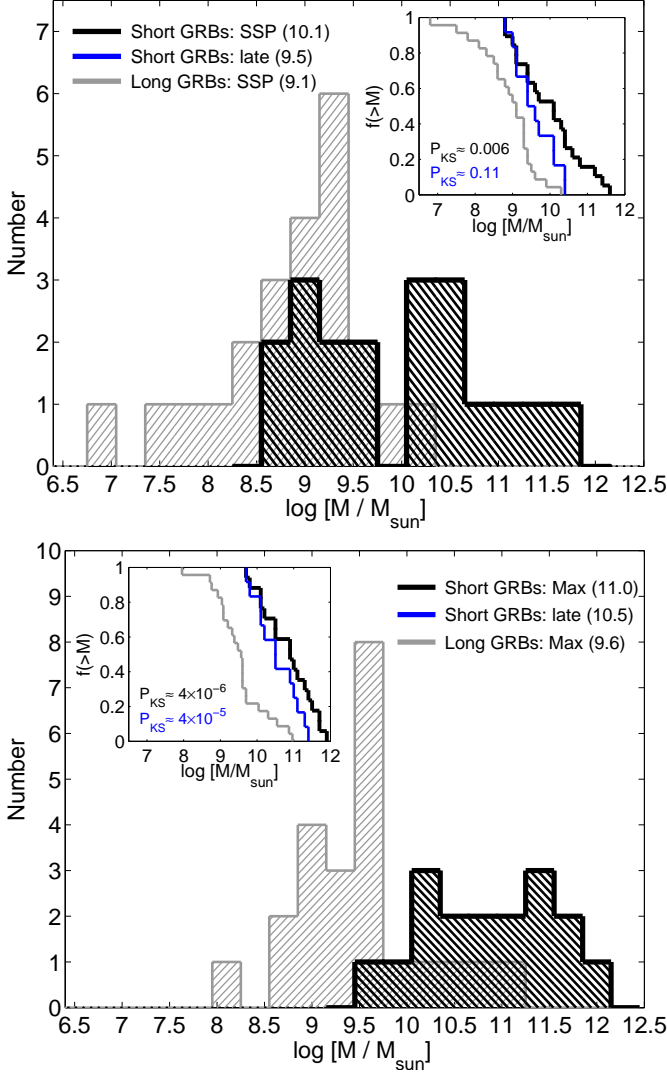 7
6
5
4
3
2
1
0
Number
Short GRBs: SSP (10.1)
Short GRBs: late (9.5)
Long GRBs: SSP (9.1)
1
0.8
0.6
0.4
0.2
0
f(>M)
P_KS ≈ 0.006
P_KS ≈ 0.11
7 8 9 10 11 12
log [M/M_sun]
6.5 7 7.5 8 8.5 9 9.5 10 10.5 11 11.5 12 12.5
log [M / M_sun]
10
9
8
7
6
5
4
3
2
1
0
Number
1
0.8
0.6
0.4
0.2
0
f(>M)
P_KS ≈ 4×10^-6
P_KS ≈ 4×10^-5
7 8 9 10 11 12
log [M/M_sun]
Short GRBs: Max (11.0)
Short GRBs: late (10.5)
Long GRBs: Max (9.6)
6.5 7 7.5 8 8.5 9 9.5 10 10.5 11 11.5 12 12.5
log [M / M_sun]